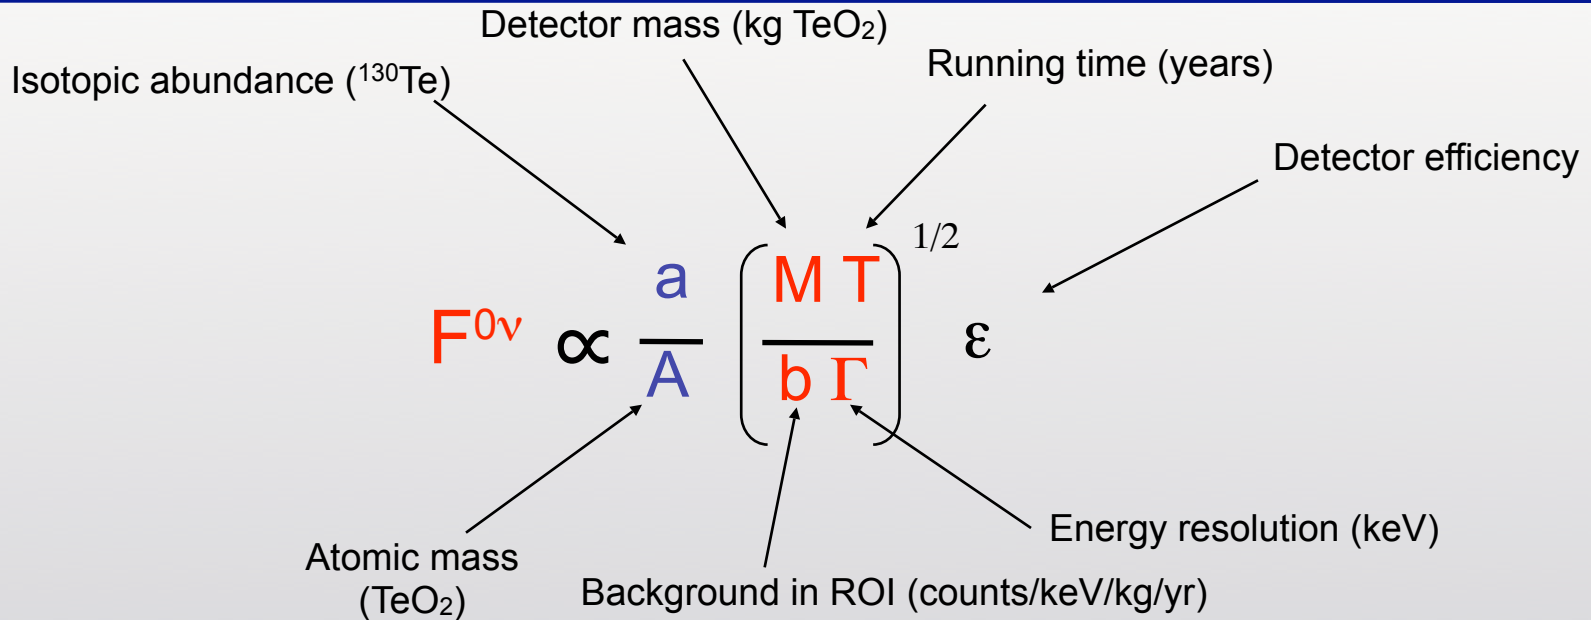 Detector mass (kg TeO₂)
Running time (years)
Isotopic abundance (¹³⁰Te)
Detector efficiency
F⁰ᵛ ∝ a/A (M T / b Γ)^1/2 ε
Energy resolution (keV)
Atomic mass
(TeO₂)
Background in ROI (counts/keV/kg/yr)